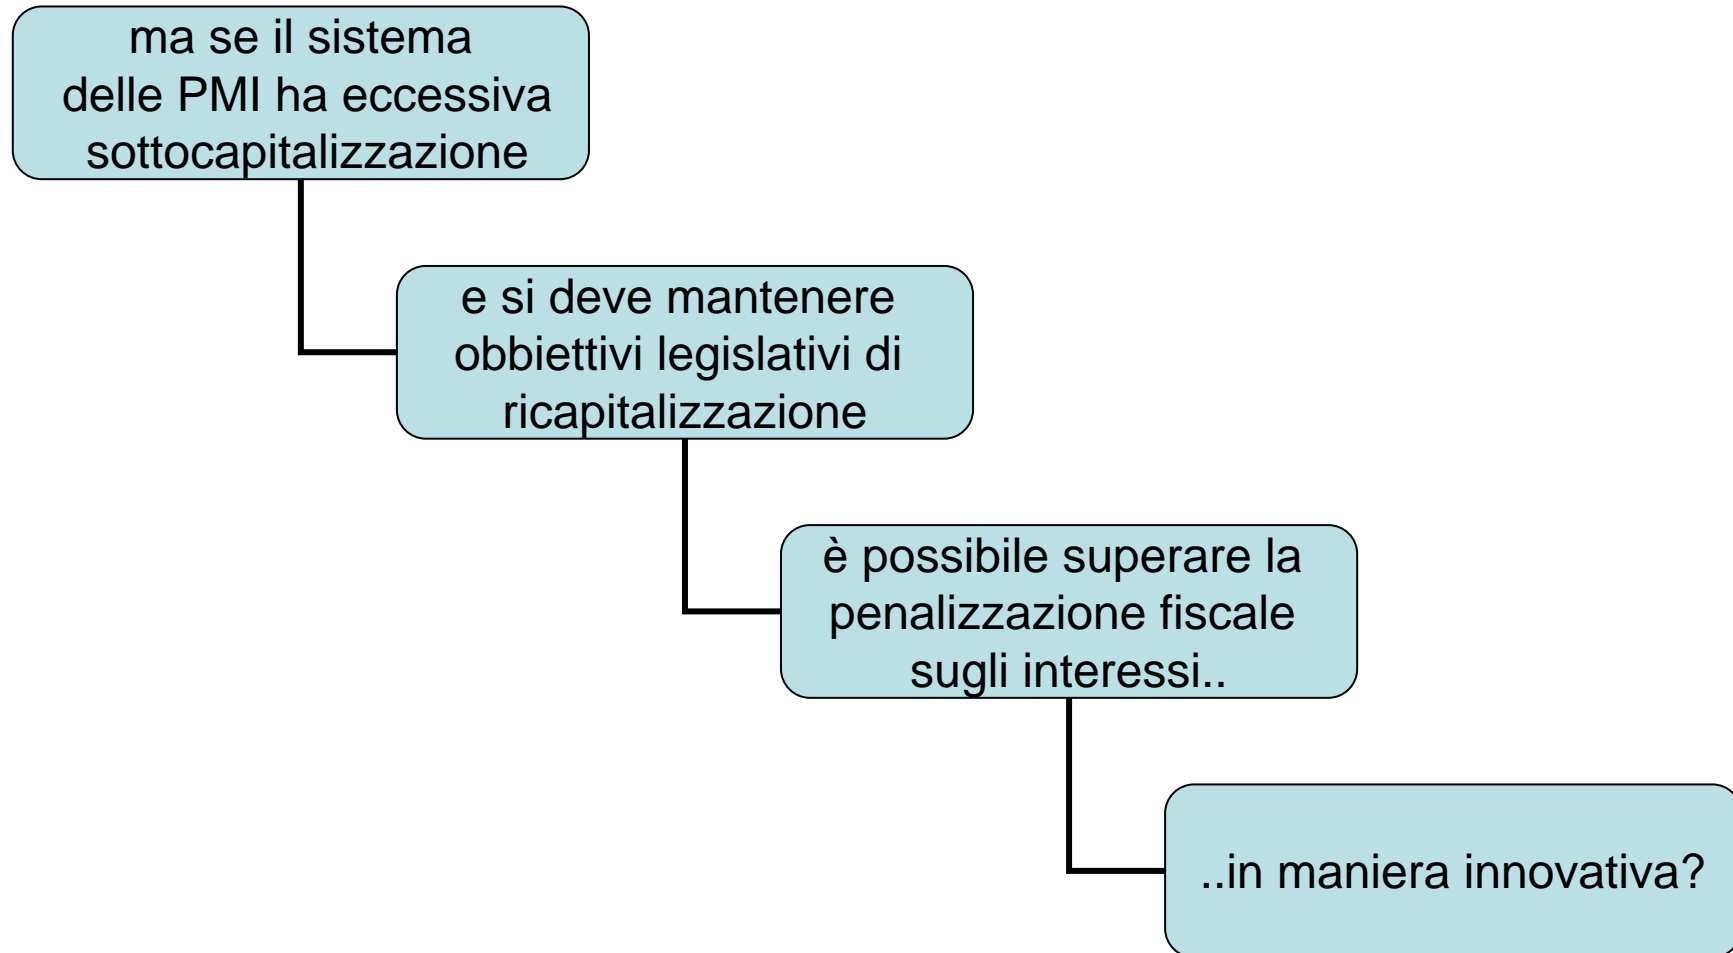 ma se il sistema
delle PMI ha eccessiva
sottocapitalizzazione
e si deve mantenere
obbiettivi legislativi di
ricapitalizzazione
è possibile superare la
penalizzazione fiscale
sugli interessi..
..in maniera innovativa?